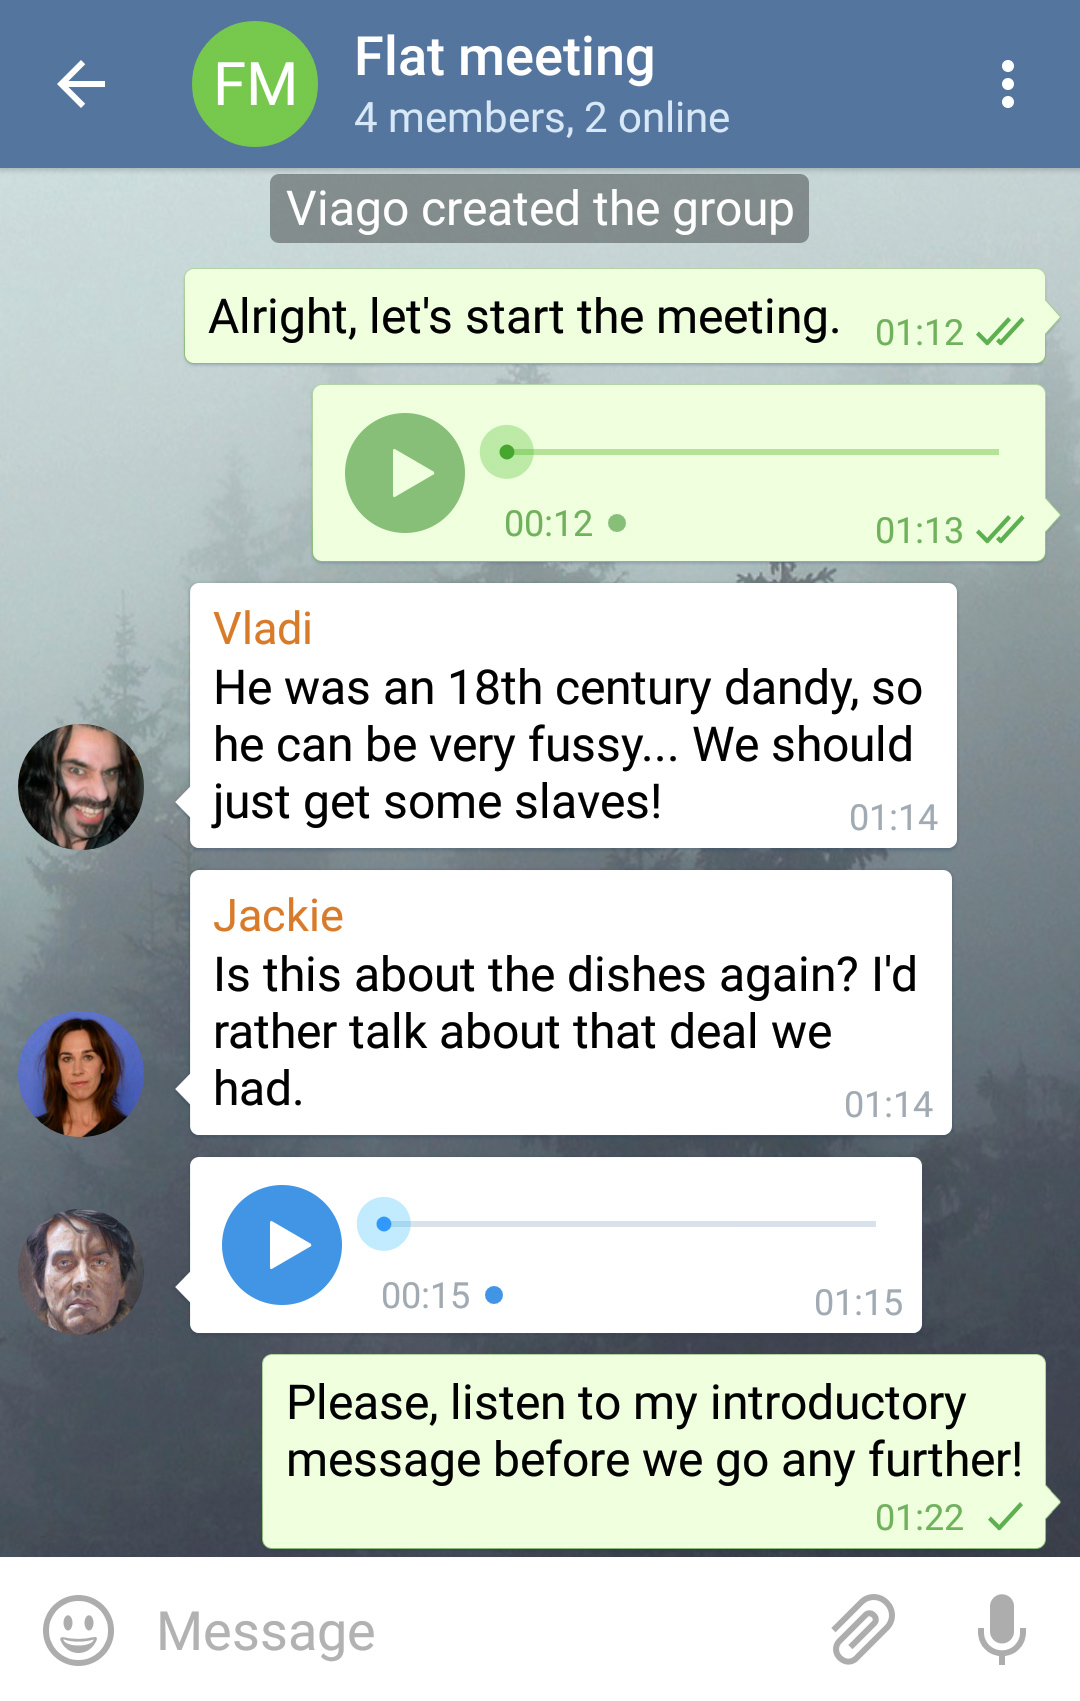 FM
Flat meeting
4 members, 2 online
Viago created the group
Alright, let's start the meeting. 01:12
00:12 01:13
Vladi
He was an 18th century dandy, so
he can be very fussy... We should
just get some slaves! 01:14
Jackie
Is this about the dishes again? I'd
rather talk about that deal we
had. 01:14
00:15 01:15
Please, listen to my introductory
message before we go any further!
01:22
Message